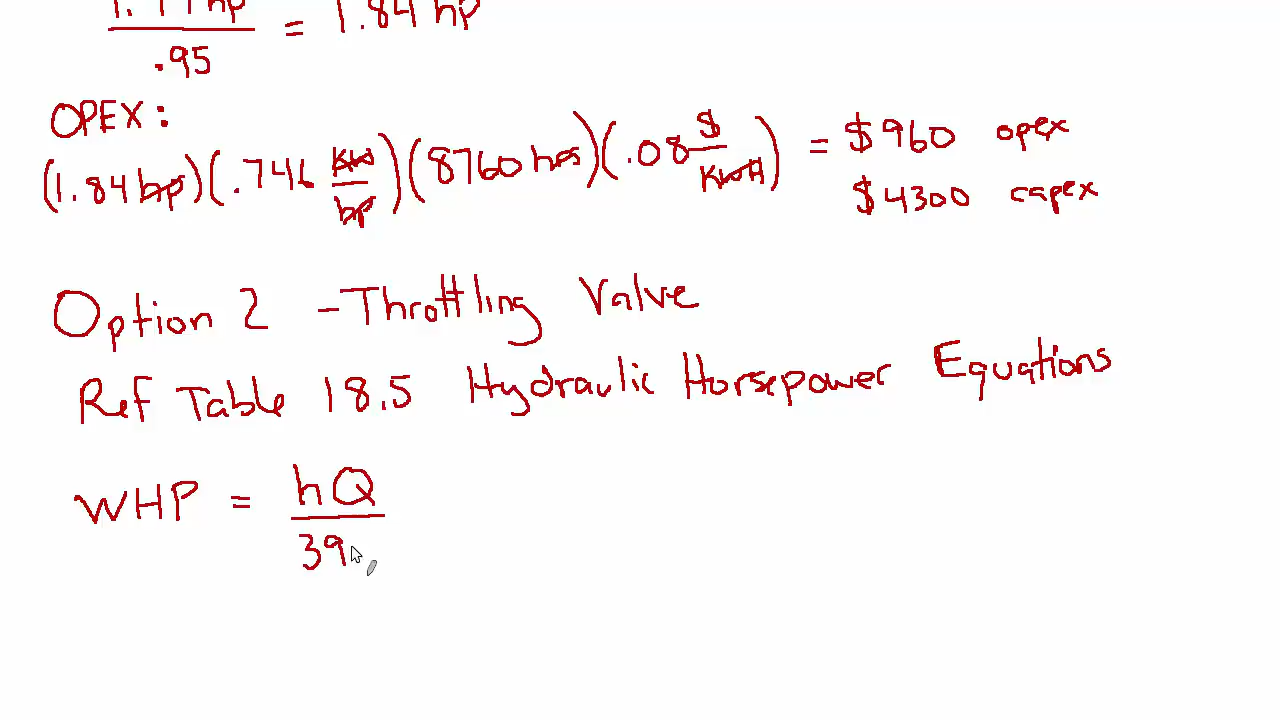 = 1.84 hp
.95
OPEX:
(1.84 hp)(.746 KW/hp)(8760 hrs)(.08 $/KWH) = $960 opex
$4300 capex
Option 2 - Throttling Valve
Ref Table 18.5 Hydraulic Horsepower Equations
WHP = hQ
39